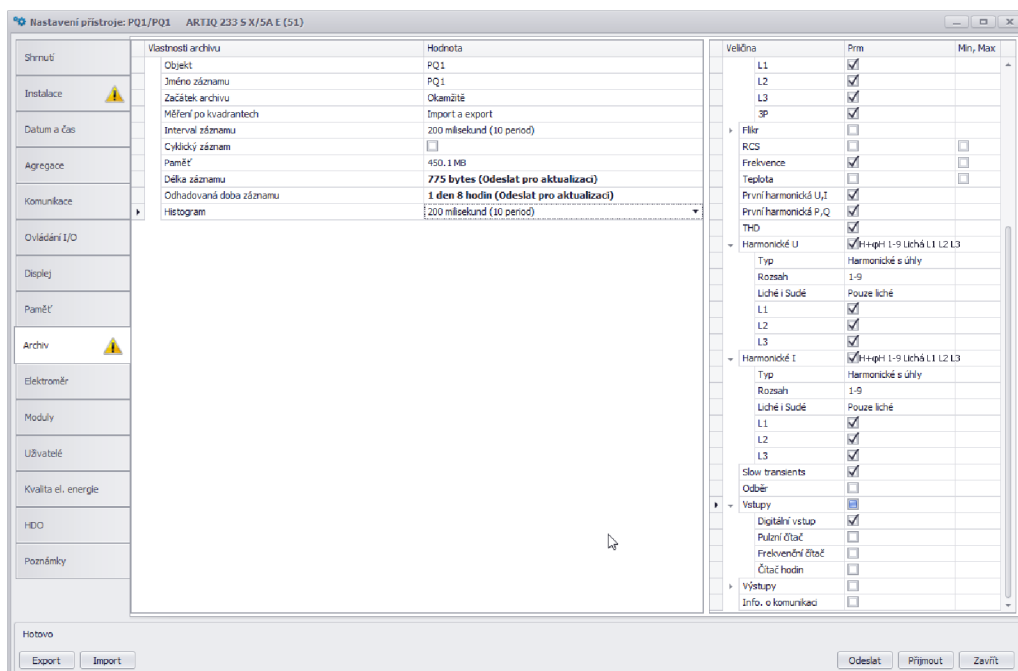 Nastavení přístroje: PQ1/PQ1 ARTIQ 233 S X/5A E (51)
Shrnutí
Instalace
Datum a čas
Agregace
Komunikace
Ovládání I/O
Displej
Paměť
Archiv
Elektroměr
Moduly
Uživatelé
Kvalita el. energie
HDO
Poznámky
Vlastnosti archivu Hodnota
Objekt PQ1
Jméno záznamu PQ1
Začátek archivu Okamžitě
Měření po kvadrantech Import a export
Interval záznamu 200 milisekund (10 period)
Cyklický záznam
Paměť 450.1 MB
Délka záznamu 775 bytes (Odeslat pro aktualizaci)
Odhadovaná doba záznamu 1 den 8 hodin (Odeslat pro aktualizaci)
Histogram 200 milisekund (10 period)
Veličina Prm Min, Max
L1
L2
L3
3P
Flikr
RCS
Frekvence
Teplota
První harmonická U,I
První harmonická P,Q
THD
Harmonické U H+φH 1-9 Lichá L1 L2 L3
Typ Harmonické s úhly
Rozsah 1-9
Liché i Sudé Pouze liché
L1
L2
L3
Harmonické I H+φH 1-9 Lichá L1 L2 L3
Typ Harmonické s úhly
Rozsah 1-9
Liché i Sudé Pouze liché
L1
L2
L3
Slow transients
Odběr
Vstupy
Digitální vstup
Pulzní čítač
Frekvenční čítač
Čítač hodin
Výstupy
Info. o komunikaci
Hotovo
Export Import Odeslat Přijmout Zavřít